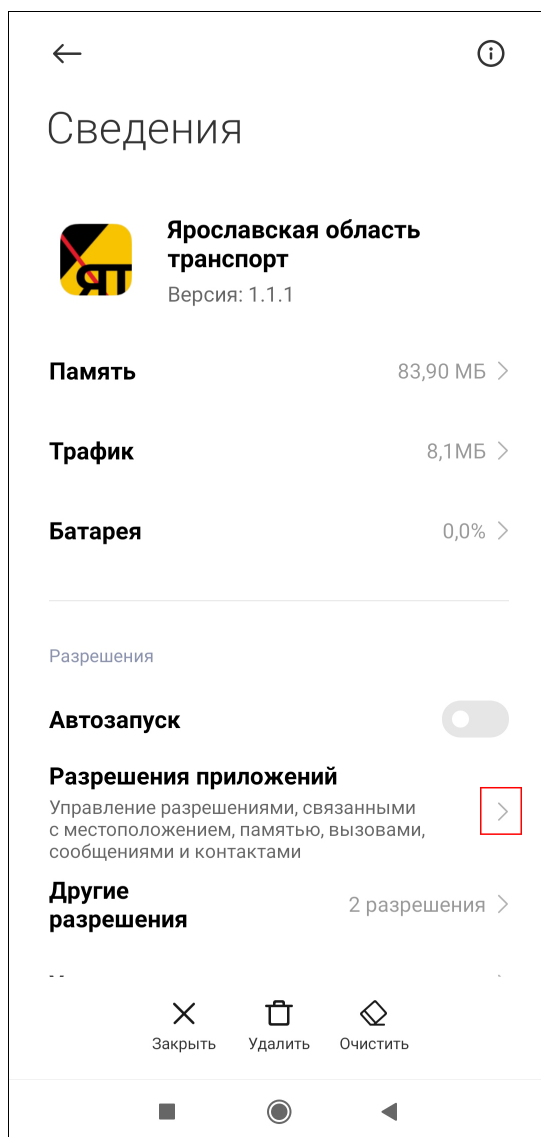 Сведения
ЯТ
Ярославская область
транспорт
Версия: 1.1.1
Память
83,90 МБ
Трафик
8,1МБ
Батарея
0,0%
Разрешения
Автозапуск
Разрешения приложений
Управление разрешениями, связанными
с местоположением, памятью, вызовами,
сообщениями и контактами
Другие
разрешения
2 разрешения
Закрыть
Удалить
Очистить